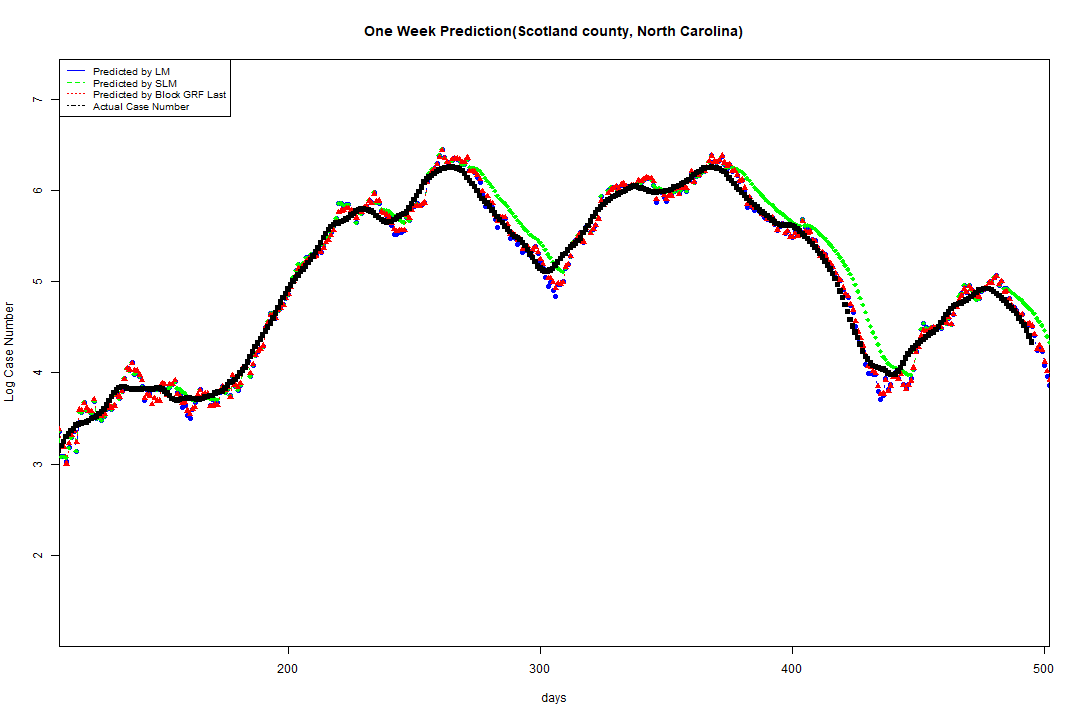 One Week Prediction(Scotland county, North Carolina)
Predicted by LM
Predicted by SLM
Predicted by Block GRF Last
Actual Case Number
7
6
5
4
3
2
Log Case Number
200 300 400 500
days